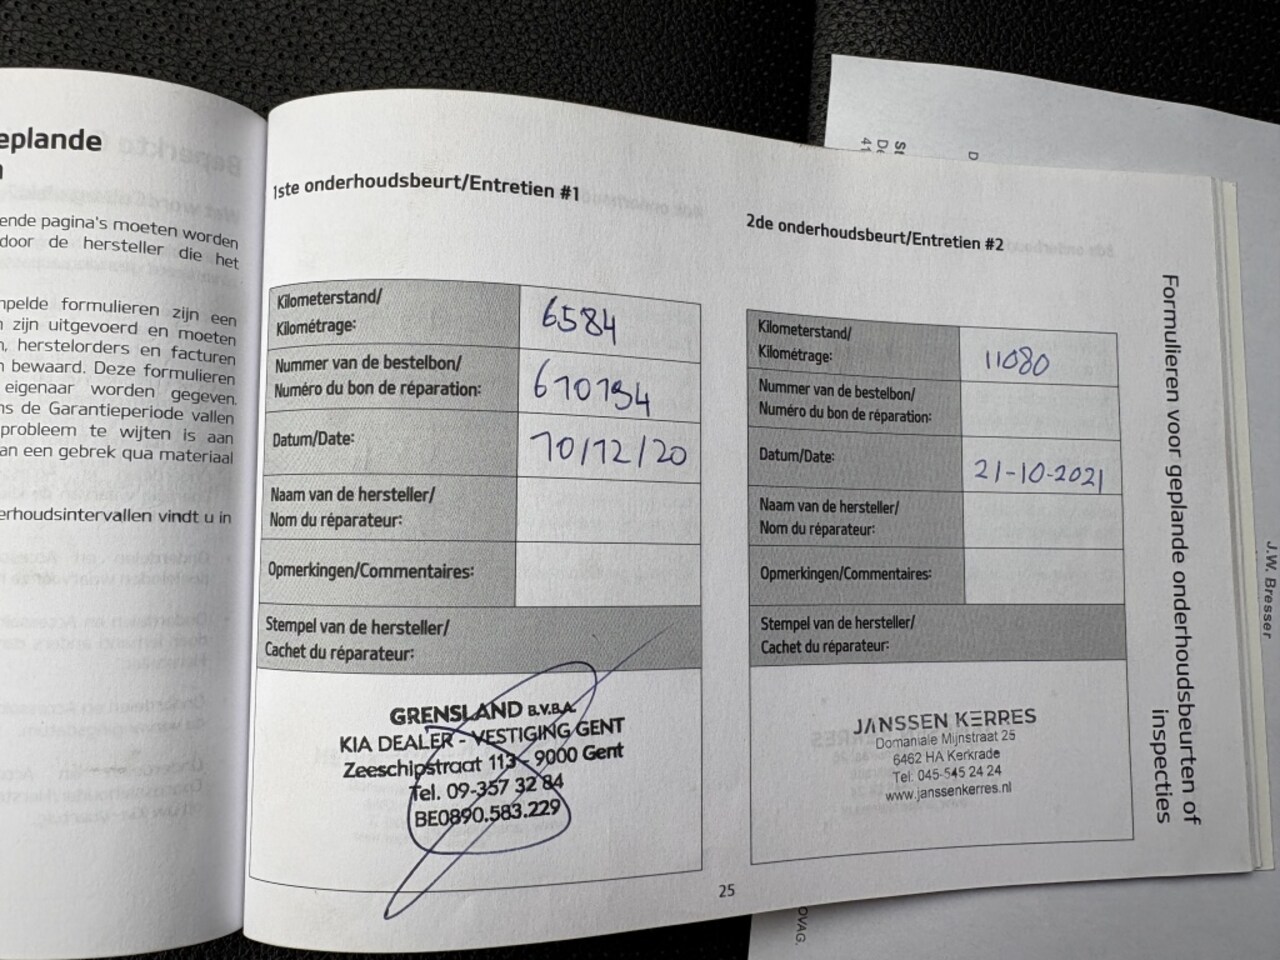 eplande
ende pagina's moeten worden
door de hersteller die het
npelde formulieren zijn een
n zijn uitgevoerd en moeten
n, herstelorders en facturen
n bewaard. Deze formulieren
eigenaar worden gegeven.
ns de Garantieperiode vallen
probleem te wijten is aan
an een gebrek qua materiaal
erhoudsintervallen vindt u in
1ste onderhoudsbeurt/Entretien #1
Kilometerstand/
Kilométrage:
6584
Nummer van de bestelbon/
Numéro du bon de réparation:
610194
Datum/Date:
10/12/20
Naam van de hersteller/
Nom du réparateur:
Opmerkingen/Commentaires:
Stempel van de hersteller/
Cachet du réparateur:
GRENSLAND B.V.B.A.
KIA DEALER - VESTIGING GENT
Zeeschipstraat 113 - 9000 Gent
Tel. 09-357 32 84
BE0890.583.229
2de onderhoudsbeurt/Entretien #2
Kilometerstand/
Kilométrage:
11080
Nummer van de bestelbon/
Numéro du bon de réparation:
Datum/Date:
21-10-2021
Naam van de hersteller/
Nom du réparateur:
Opmerkingen/Commentaires:
Stempel van de hersteller/
Cachet du réparateur:
JANSSEN KERRES
Domaniale Mijnstraat 25
6462 HA Kerkrade
Tel: 045-545 24 24
www.janssenkerres.nl
25
Formulieren voor geplande onderhoudsbeurten of
inspecties
J.W. Bresser
OVAG.